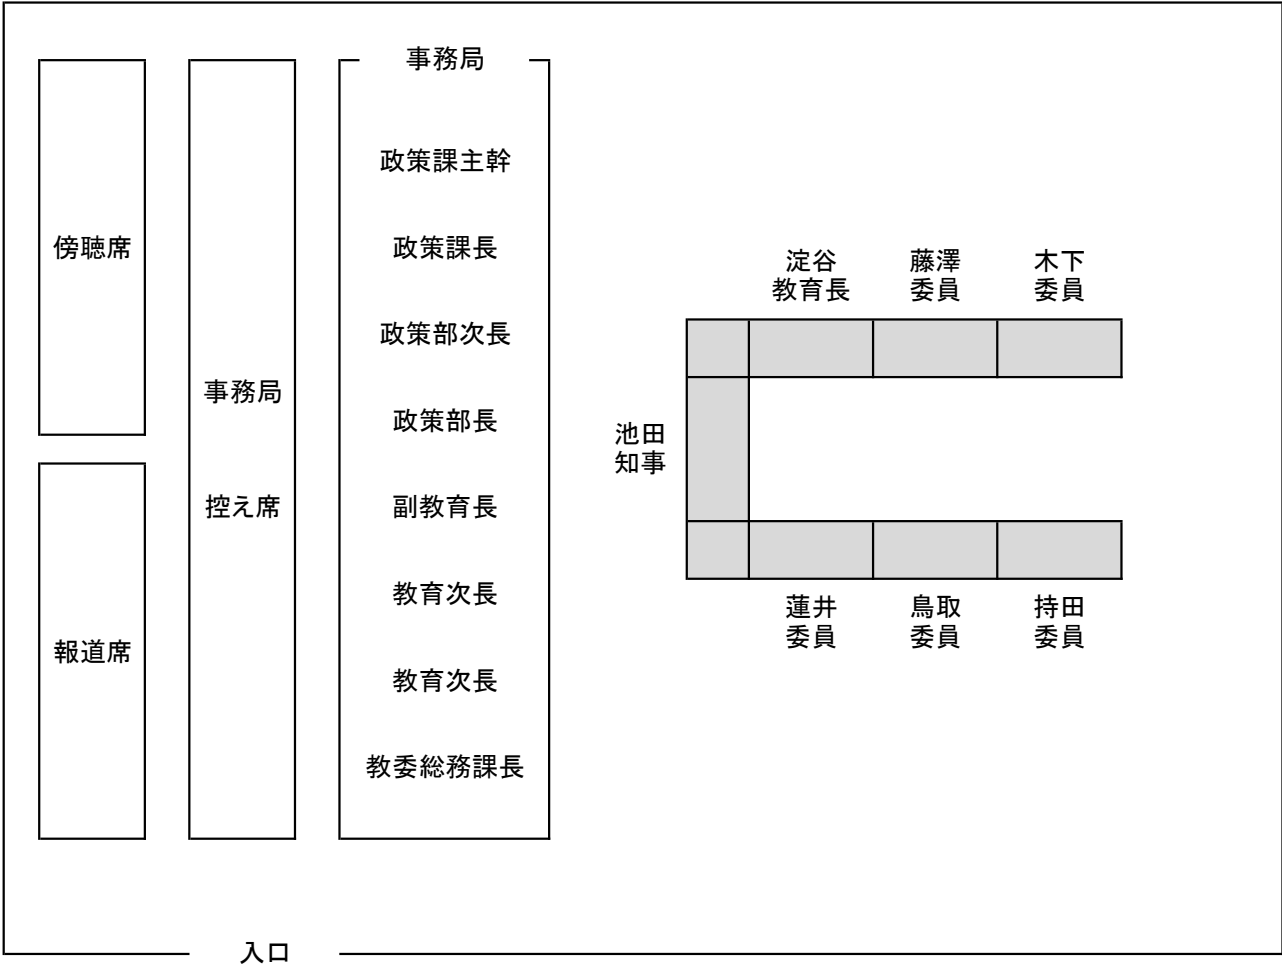 傍聴席
報道席
事務局
控え席
事務局
政策課主幹
政策課長
政策部次長
政策部長
副教育長
教育次長
教育次長
教委総務課長
池田
知事
淀谷
教育長
藤澤
委員
木下
委員
蓮井
委員
鳥取
委員
持田
委員
入口